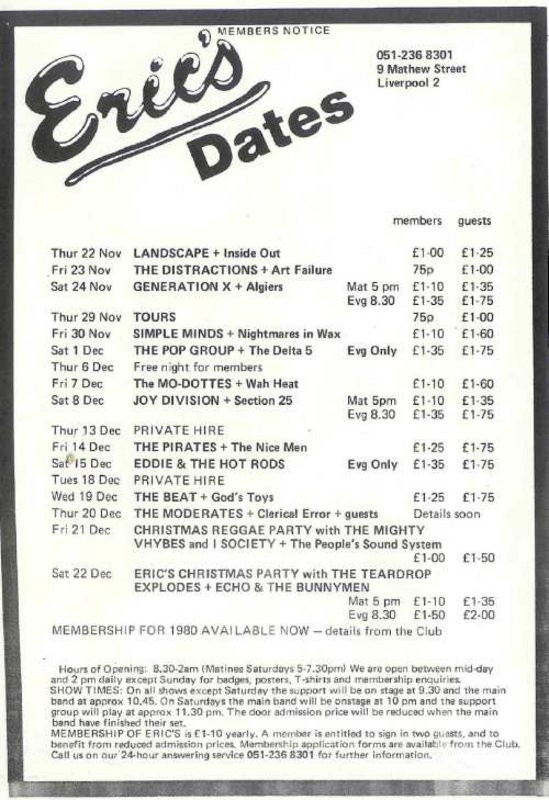 MEMBERS NOTICE
Eric's
Dates
051-236 8301
9 Mathew Street
Liverpool 2
members guests
Thur 22 Nov LANDSCAPE + Inside Out £1-00 £1-25
Fri 23 Nov THE DISTRACTIONS + Art Failure 75p £1-00
Sat 24 Nov GENERATION X + Algiers Mat 5 pm £1-10 £1-35
Evg 8.30 £1-35 £1-75
Thur 29 Nov TOURS 75p £1-00
Fri 30 Nov SIMPLE MINDS + Nightmares in Wax £1-10 £1-60
Sat 1 Dec THE POP GROUP + The Delta 5 Evg Only £1-35 £1-75
Thur 6 Dec Free night for members
Fri 7 Dec The MO-DOTTES + Wah Heat £1-10 £1-60
Sat 8 Dec JOY DIVISION + Section 25 Mat 5pm £1-10 £1-35
Evg 8.30 £1-35 £1-75
Thur 13 Dec PRIVATE HIRE
Fri 14 Dec THE PIRATES + The Nice Men £1-25 £1-75
Sat 15 Dec EDDIE & THE HOT RODS Evg Only £1-35 £1-75
Tues 18 Dec PRIVATE HIRE
Wed 19 Dec THE BEAT + God's Toys £1-25 £1-75
Thur 20 Dec THE MODERATES + Clerical Error + guests Details soon
Fri 21 Dec CHRISTMAS REGGAE PARTY with THE MIGHTY
VHYBES and I SOCIETY + The People's Sound System
£1-00 £1-50
Sat 22 Dec ERIC'S CHRISTMAS PARTY with THE TEARDROP
EXPLODES + ECHO & THE BUNNYMEN
Mat 5 pm £1-10 £1-35
Evg 8.30 £1-50 £2-00
MEMBERSHIP FOR 1980 AVAILABLE NOW – details from the Club
Hours of Opening: 8.30-2am (Matinee Saturdays 5-7.30pm) We are open between mid-day
and 2 pm daily except Sunday for badges, posters, T-shirts and membership enquiries.
SHOW TIMES: On all shows except Saturday the support will be on stage at 9.30 and the main
band at approx 10.45. On Saturdays the main band will be onstage at 10 pm and the support
group will play at approx 11.30 pm. The door admission price will be reduced when the main
band have finished their set.
MEMBERSHIP OF ERIC'S is £1-10 yearly. A member is entitled to sign in two guests, and to
benefit from reduced admission prices. Membership application forms are available from the Club.
Call us on our 24-hour answering service 051-236 8301 for further information.